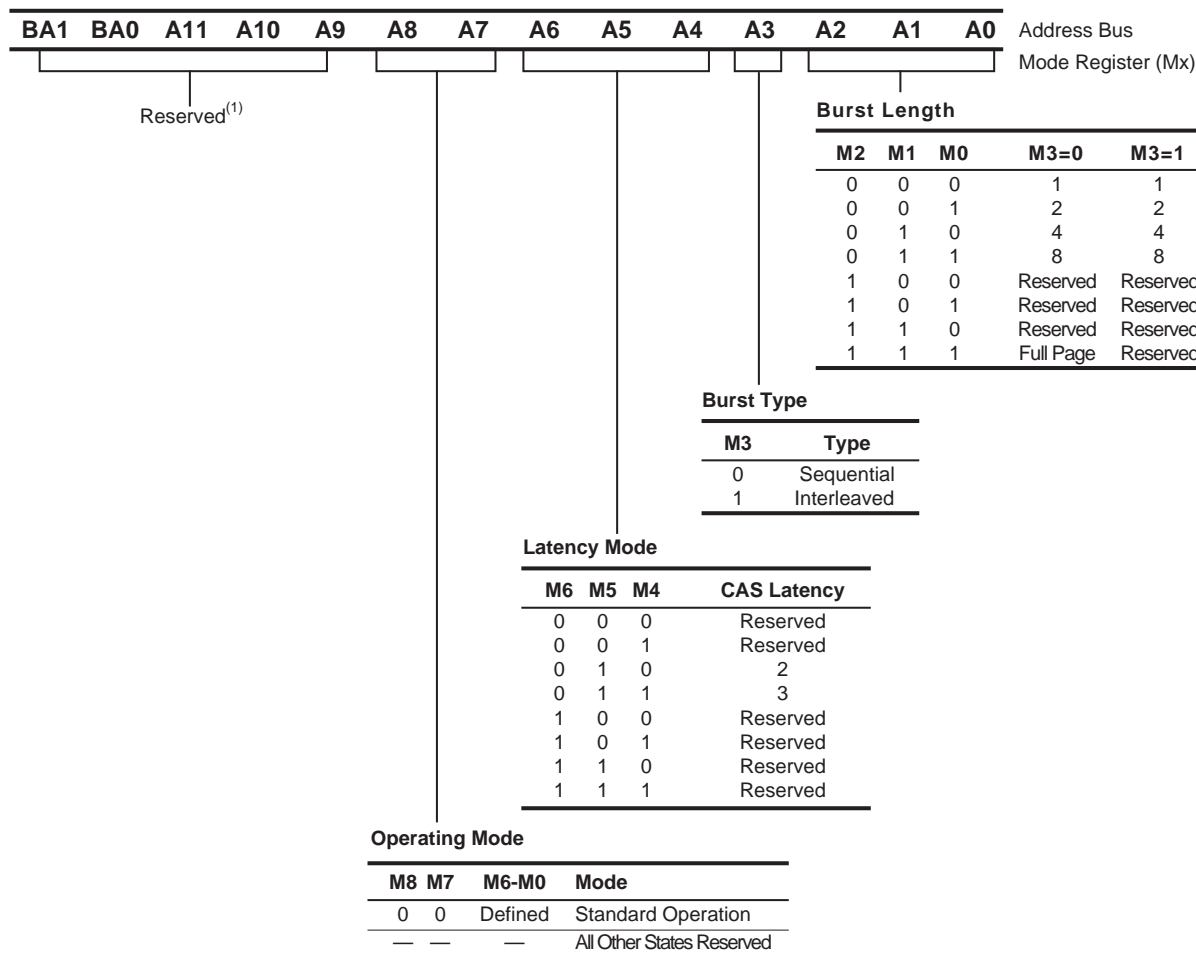 BA1 BA0 A11 A10 A9 A8 A7 A6 A5 A4 A3 A2 A1 A0 Address Bus
Mode Register (Mx)
Reserved(1)
Burst Length
M2 M1 M0 M3=0 M3=1
0 0 0 1 1
0 0 1 2 2
0 1 0 4 4
0 1 1 8 8
1 0 0 Reserved Reserved
1 0 1 Reserved Reserved
1 1 0 Reserved Reserved
1 1 1 Full Page Reserved
Burst Type
M3 Type
0 Sequential
1 Interleaved
Latency Mode
M6 M5 M4 CAS Latency
0 0 0 Reserved
0 0 1 Reserved
0 1 0 2
0 1 1 3
1 0 0 Reserved
1 0 1 Reserved
1 1 0 Reserved
1 1 1 Reserved
Operating Mode
M8 M7 M6-M0 Mode
0 0 Defined Standard Operation
— — — All Other States Reserved